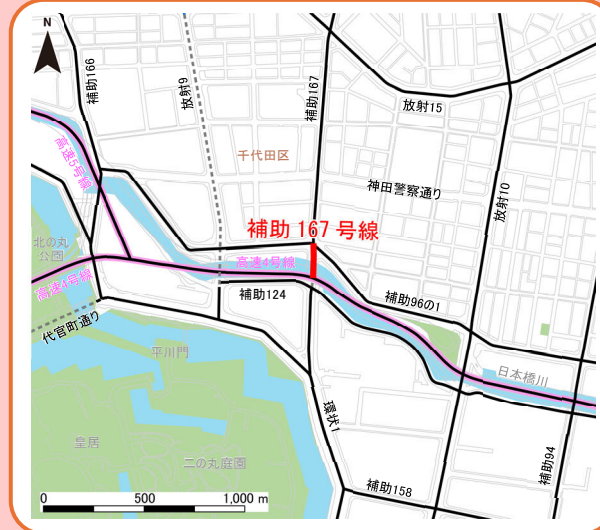 N
補助166
放射9
補助167
放射15
高速5号線
千代田区
神田警察通り
放射10
補助 167 号線
北の丸
公園
高速4号線
高速4号線
補助124
補助96の1
代官町通り
平川門
日本橋川
環状1
皇居
二の丸庭園
補助94
補助158
0 500 1,000 m